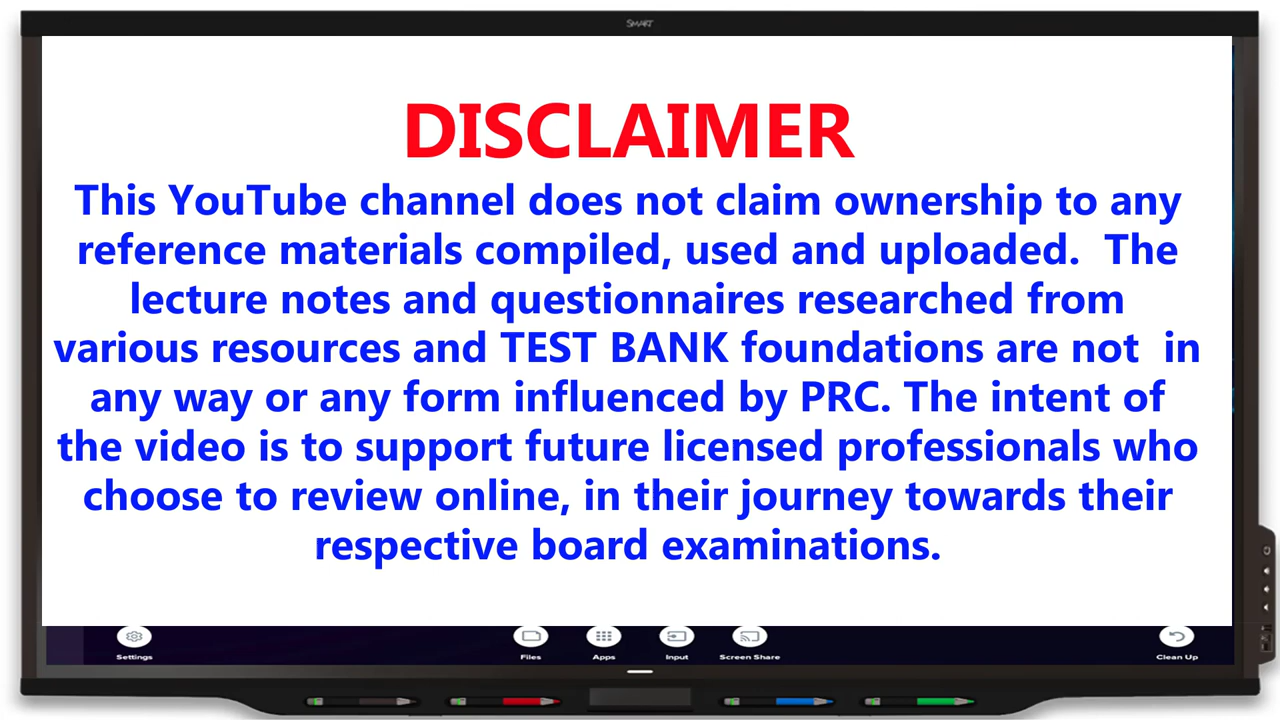 SMART
DISCLAIMER
This YouTube channel does not claim ownership to any
reference materials compiled, used and uploaded.  The
lecture notes and questionnaires researched from
various resources and TEST BANK foundations are not  in
any way or any form influenced by PRC. The intent of
the video is to support future licensed professionals who
choose to review online, in their journey towards their
respective board examinations.
Settings
Files
Apps
Input
Screen Share
Clean Up